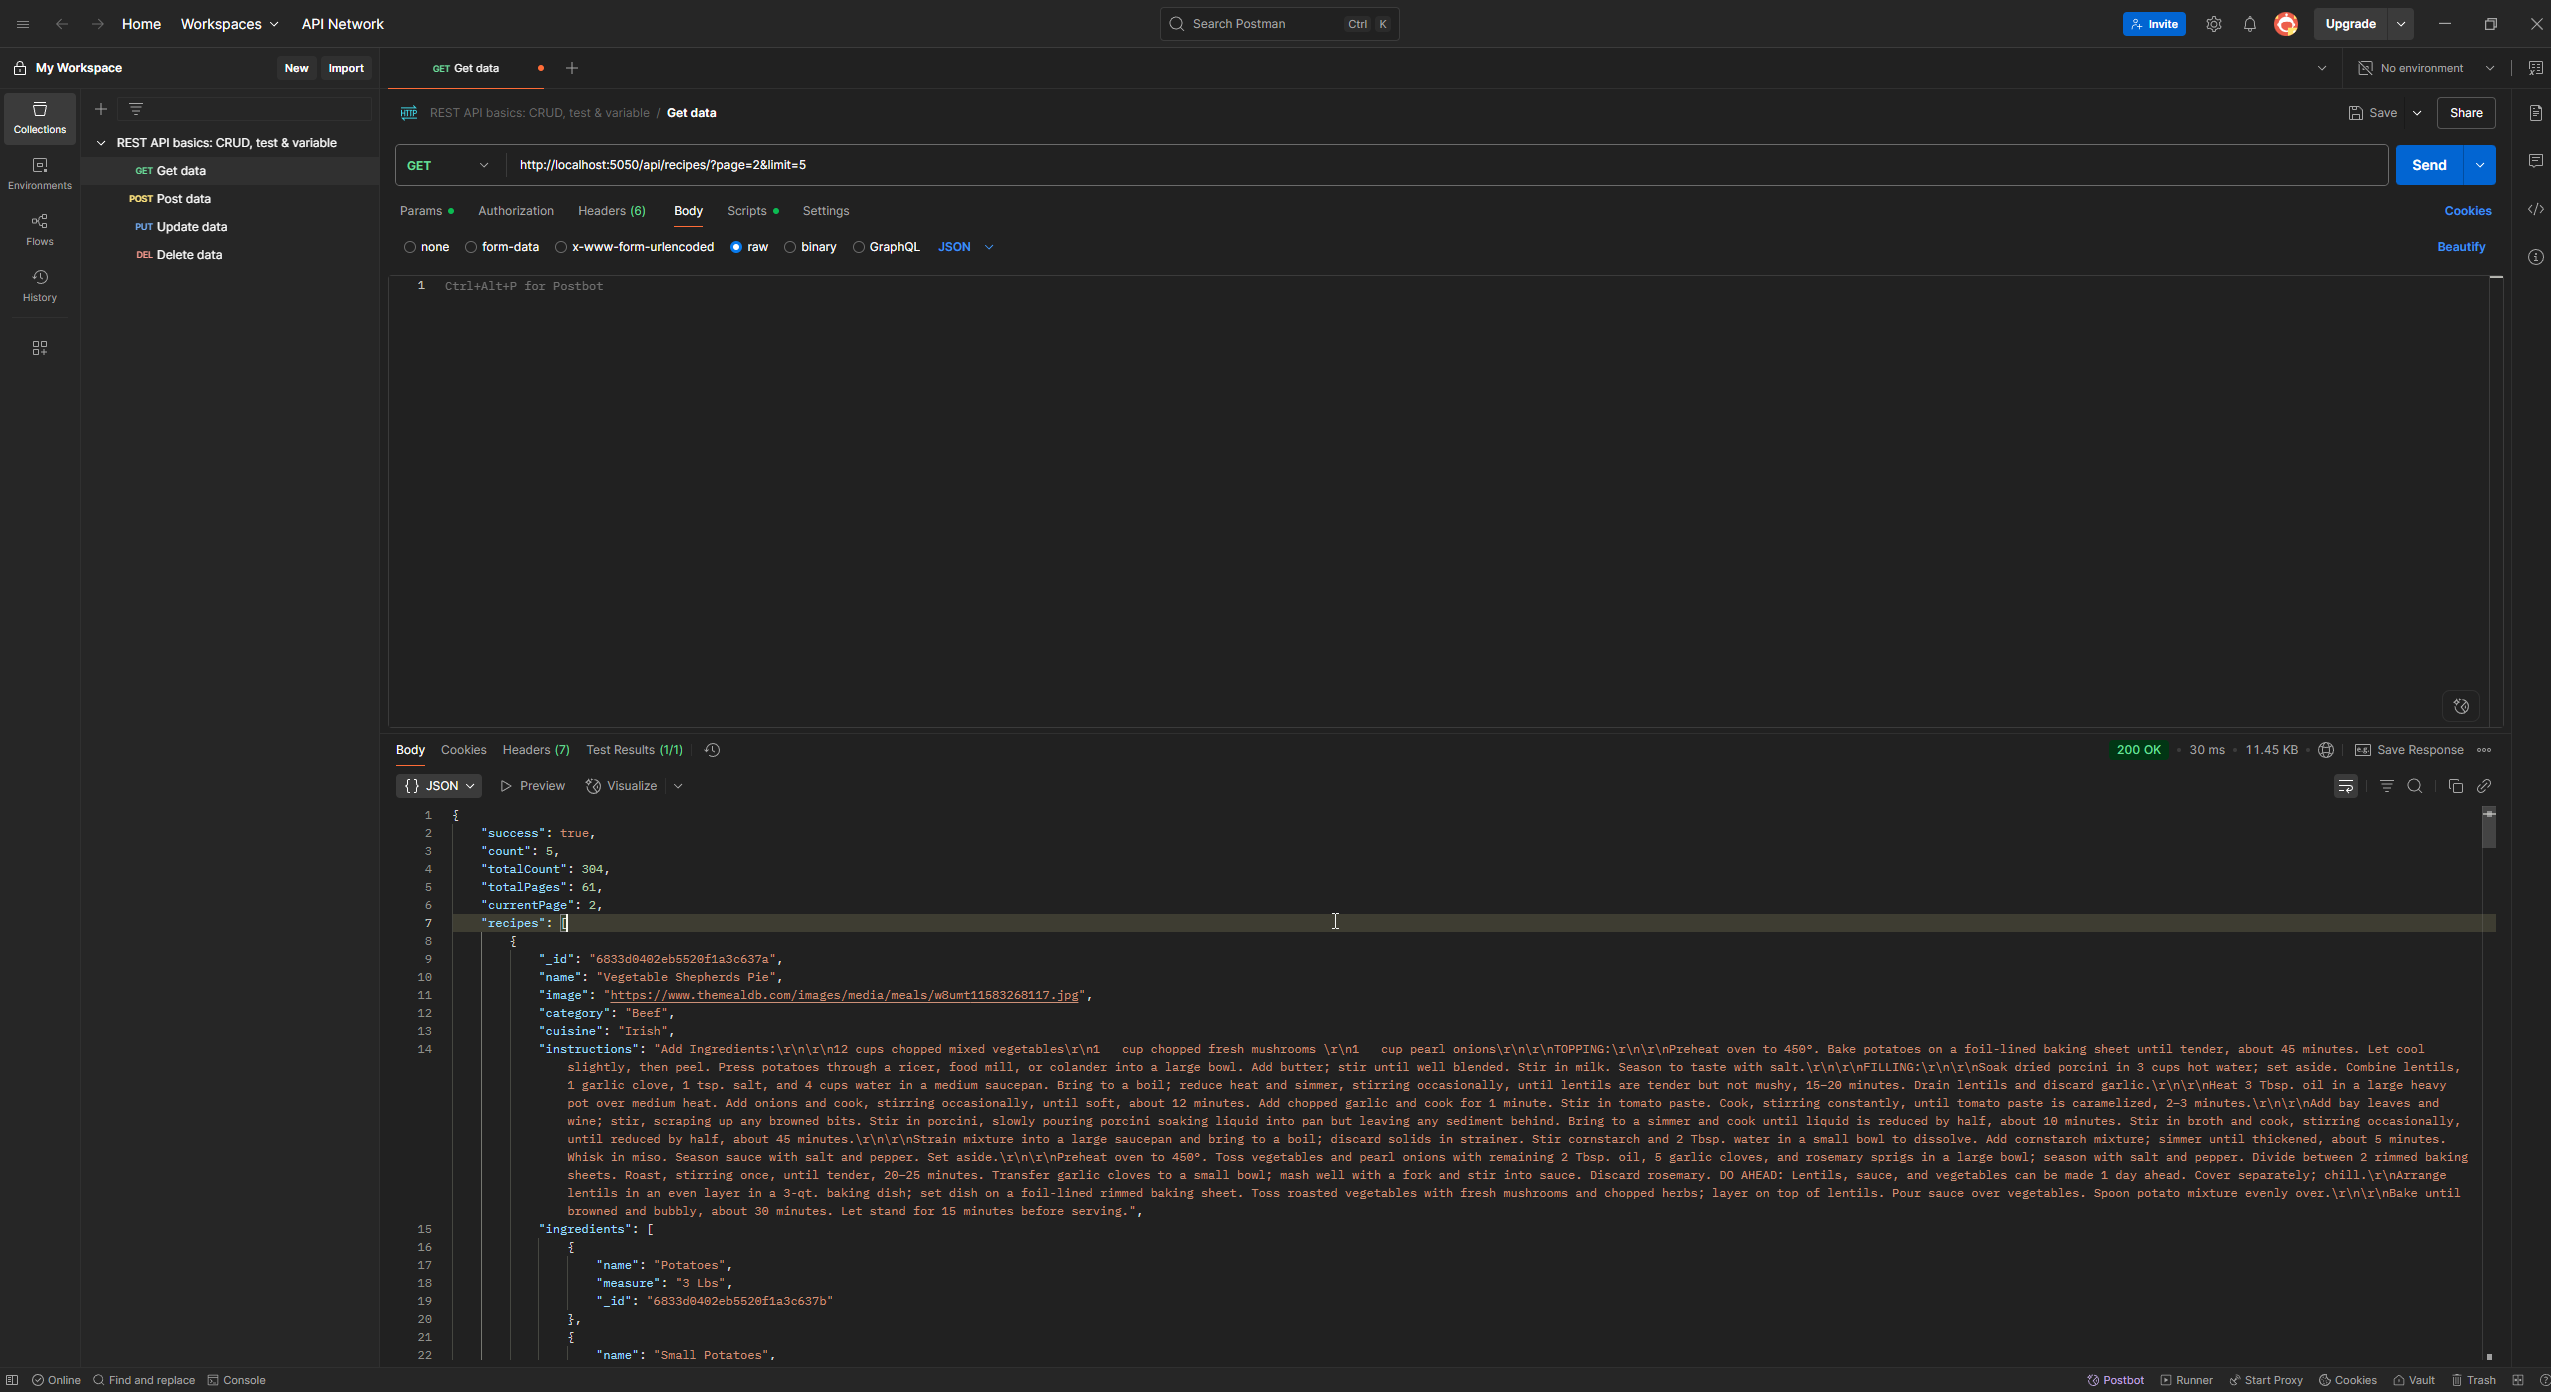 Home Workspaces API Network Search Postman Ctrl K Invite Upgrade
My Workspace New Import GET Get data No environment
REST API basics: CRUD, test & variable / Get data Save Share
Collections
Environments
Flows
History
REST API basics: CRUD, test & variable
GET Get data
POST Post data
PUT Update data
DEL Delete data
GET http://localhost:5050/api/recipes/?page=2&limit=5 Send
Params Authorization Headers (6) Body Scripts Settings Cookies
none form-data x-www-form-urlencoded raw binary GraphQL JSON Beautify
1 Ctrl+Alt+P for Postbot
Body Cookies Headers (7) Test Results (1/1) 200 OK 30 ms 11.45 KB Save Response
{} JSON Preview Visualize
1 {
2 "success": true,
3 "count": 5,
4 "totalCount": 304,
5 "totalPages": 61,
6 "currentPage": 2,
7 "recipes": [
8 {
9 "_id": "6833d0402eb5520f1a3c637a",
10 "name": "Vegetable Shepherds Pie",
11 "image": "https://www.themealdb.com/images/media/meals/w8umt11583268117.jpg",
12 "category": "Beef",
13 "cuisine": "Irish",
14 "instructions": "Add Ingredients:\r\n\r\n12 cups chopped mixed vegetables\r\n1 cup chopped fresh mushrooms \r\n1 cup pearl onions\r\n\r\nTOPPING:\r\n\r\nPreheat oven to 450°. Bake potatoes on a foil-lined baking sheet until tender, about 45 minutes. Let cool
slightly, then peel. Press potatoes through a ricer, food mill, or colander into a large bowl. Add butter; stir until well blended. Stir in milk. Season to taste with salt.\r\n\r\nFILLING:\r\n\r\nSoak dried porcini in 3 cups hot water; set aside. Combine lentils,
1 garlic clove, 1 tsp. salt, and 4 cups water in a medium saucepan. Bring to a boil; reduce heat and simmer, stirring occasionally, until lentils are tender but not mushy, 15–20 minutes. Drain lentils and discard garlic.\r\n\r\nHeat 3 Tbsp. oil in a large heavy
pot over medium heat. Add onions and cook, stirring occasionally, until soft, about 12 minutes. Add chopped garlic and cook for 1 minute. Stir in tomato paste. Cook, stirring constantly, until tomato paste is caramelized, 2–3 minutes.\r\n\r\nAdd bay leaves and
wine; stir, scraping up any browned bits. Stir in porcini, slowly pouring porcini soaking liquid into pan but leaving any sediment behind. Bring to a simmer and cook until liquid is reduced by half, about 10 minutes. Stir in broth and cook, stirring occasionally,
until reduced by half, about 45 minutes.\r\n\r\nStrain mixture into a large saucepan and bring to a boil; discard solids in strainer. Stir cornstarch and 2 Tbsp. water in a small bowl to dissolve. Add cornstarch mixture; simmer until thickened, about 5 minutes.
Whisk in miso. Season sauce with salt and pepper. Set aside.\r\n\r\nPreheat oven to 450°. Toss vegetables and pearl onions with remaining 2 Tbsp. oil, 5 garlic cloves, and rosemary sprigs in a large bowl; season with salt and pepper. Divide between 2 rimmed baking
sheets. Roast, stirring once, until tender, 20–25 minutes. Transfer garlic cloves to a small bowl; mash well with a fork and stir into sauce. Discard rosemary. DO AHEAD: Lentils, sauce, and vegetables can be made 1 day ahead. Cover separately; chill.\r\nArrange
lentils in an even layer in a 3-qt. baking dish; set dish on a foil-lined rimmed baking sheet. Toss roasted vegetables with fresh mushrooms and chopped herbs; layer on top of lentils. Pour sauce over vegetables. Spoon potato mixture evenly over.\r\n\r\nBake until
browned and bubbly, about 30 minutes. Let stand for 15 minutes before serving.",
15 "ingredients": [
16 {
17 "name": "Potatoes",
18 "measure": "3 Lbs",
19 "_id": "6833d0402eb5520f1a3c637b"
20 },
21 {
22 "name": "Small Potatoes",
Online Find and replace Console Postbot Runner Start Proxy Cookies Vault Trash